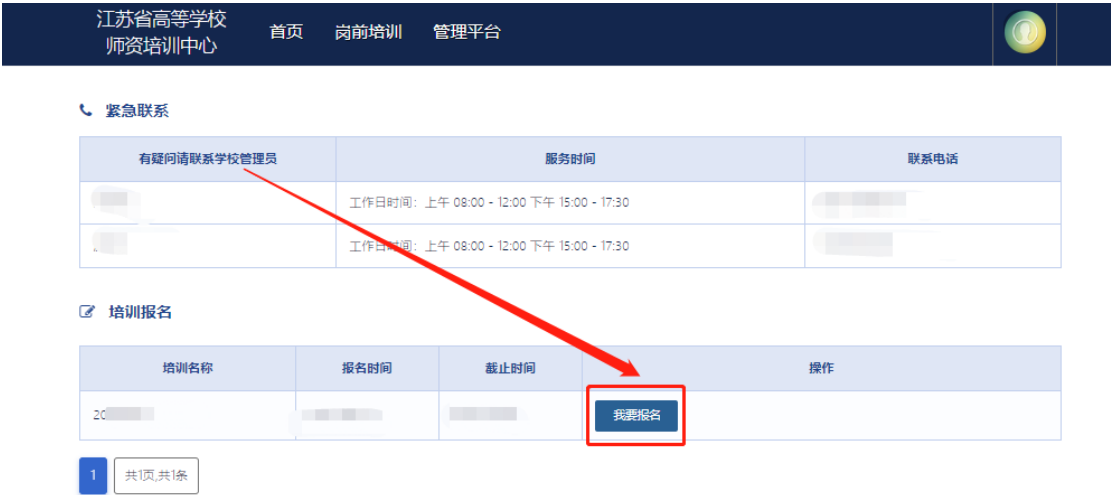 江苏省高等学校
师资培训中心
首页 岗前培训 管理平台
紧急联系
有疑问请联系学校管理员 服务时间 联系电话
工作日时间：上午 08:00 - 12:00 下午 15:00 - 17:30
工作日时间：上午 08:00 - 12:00 下午 15:00 - 17:30
培训报名
培训名称 报名时间 截止时间 操作
20 我要报名
1 共1页,共1条